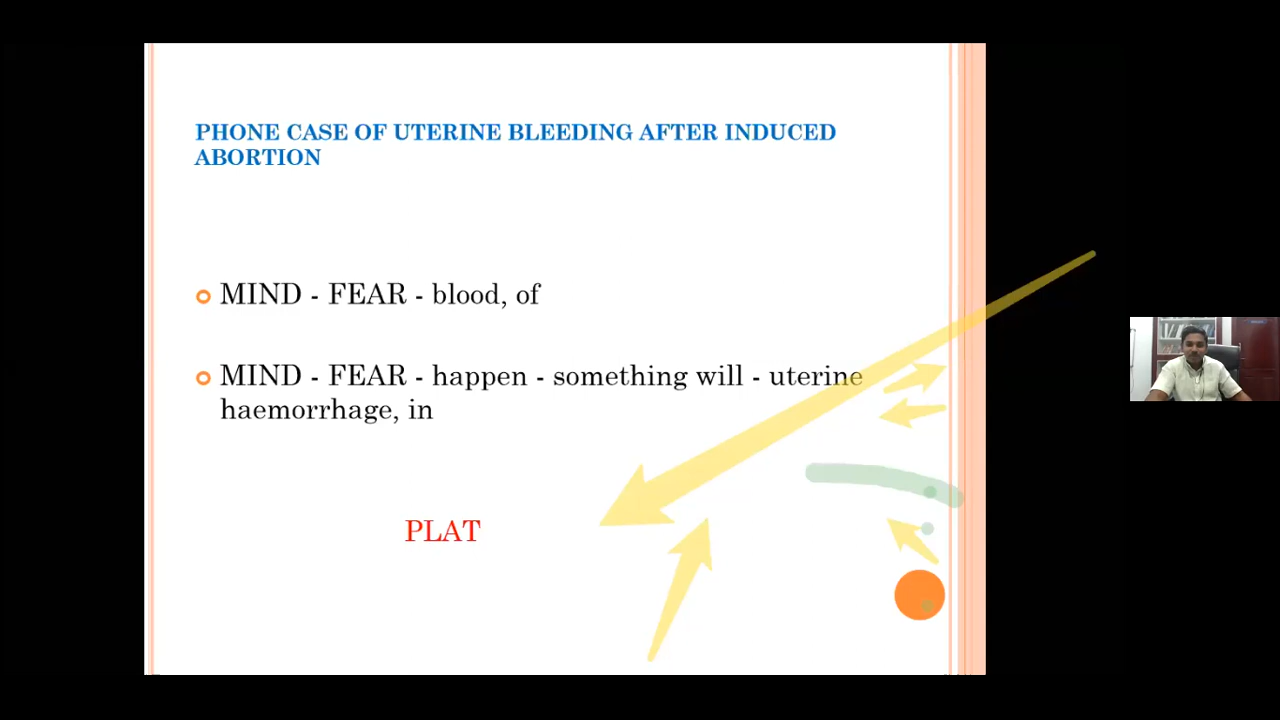 PHONE CASE OF UTERINE BLEEDING AFTER INDUCED
ABORTION
MIND - FEAR - blood, of
MIND - FEAR - happen - something will - uterine
haemorrhage, in
PLAT